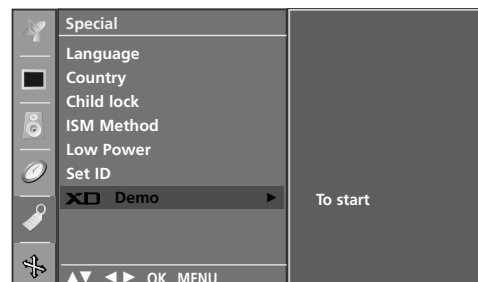 Special
Language
Country
Child lock
ISM Method
Low Power
Set ID
XD Demo ► To start
▲▼ ◄► OK MENU